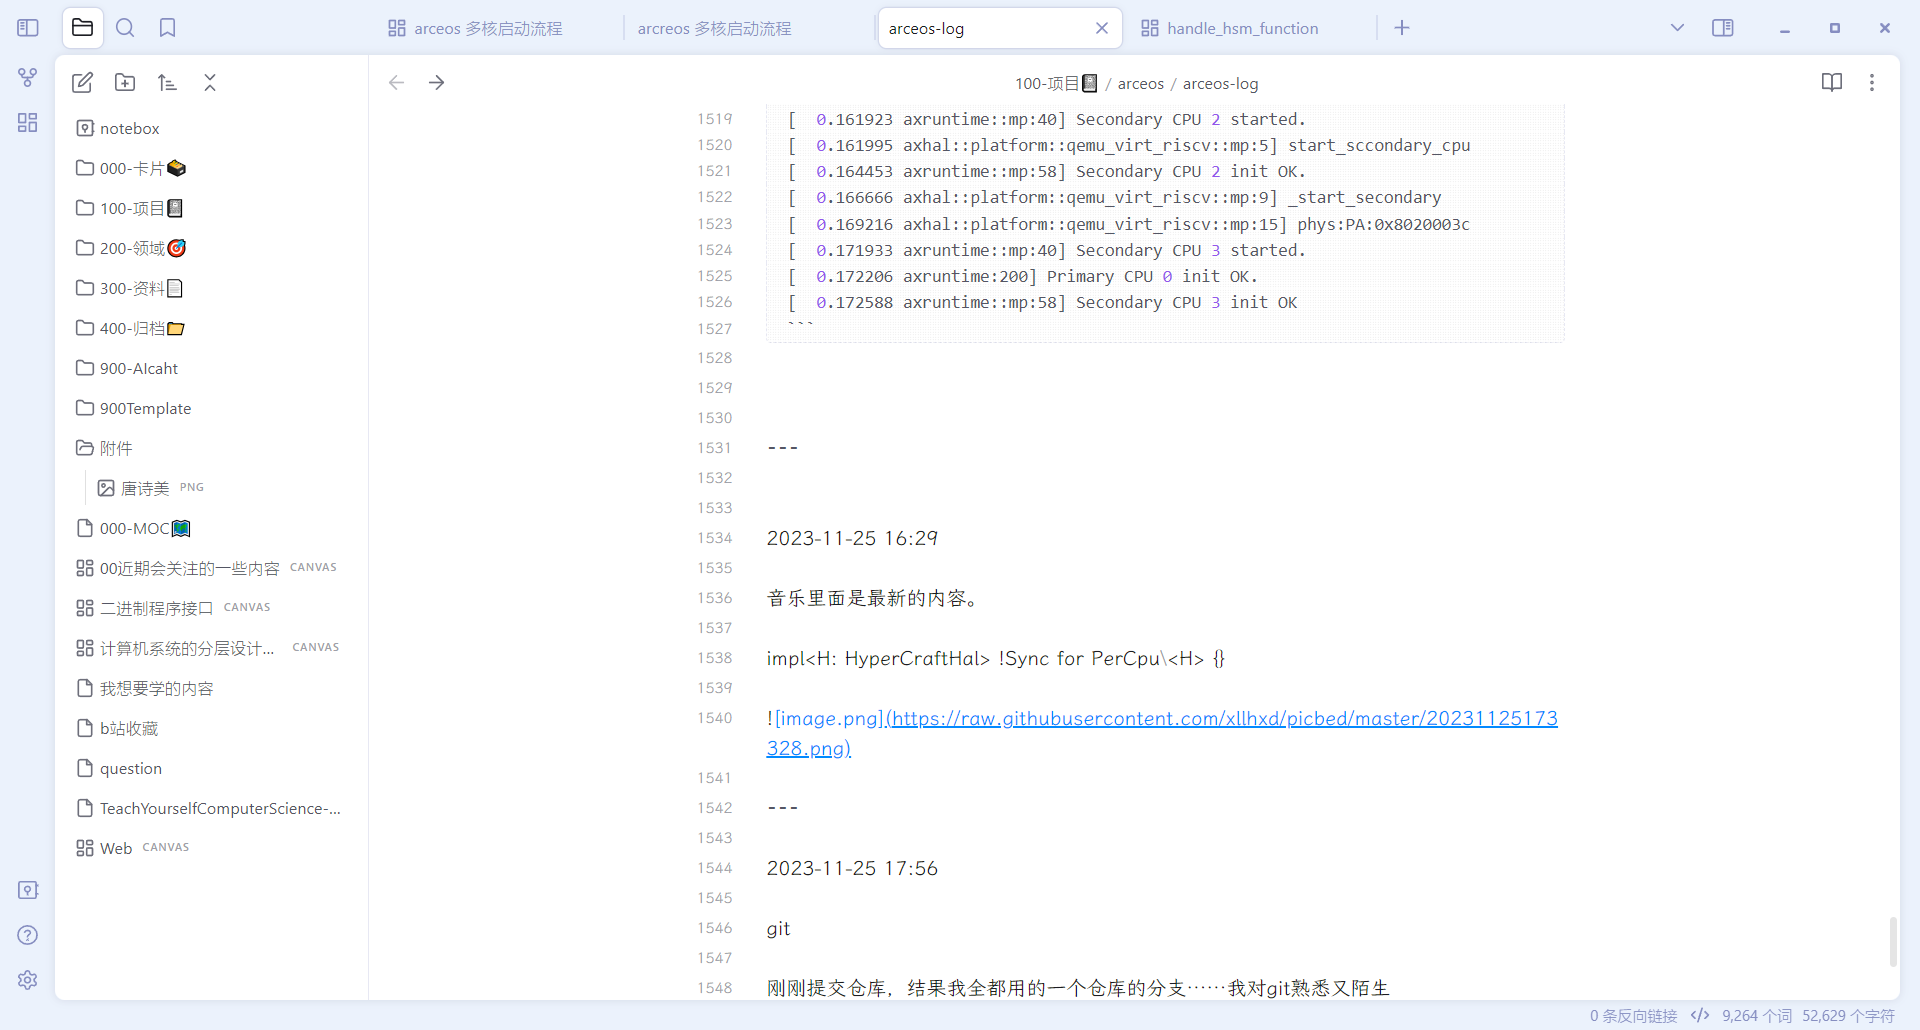 arceos 多核启动流程
arcreos 多核启动流程
arceos-log
handle_hsm_function
100-项目📓 / arceos / arceos-log
notebox
000-卡片🗃
100-项目📓
200-领域🎯
300-资料📄
400-归档📂
900-AIcaht
900Template
附件
唐诗美 PNG
000-MOC🗺
00近期会关注的一些内容 CANVAS
二进制程序接口 CANVAS
计算机系统的分层设计... CANVAS
我想要学的内容
b站收藏
question
TeachYourselfComputerScience-...
Web CANVAS
1519 [  0.161923 axruntime::mp:40] Secondary CPU 2 started.
1520 [  0.161995 axhal::platform::qemu_virt_riscv::mp:5] start_sccondary_cpu
1521 [  0.164453 axruntime::mp:58] Secondary CPU 2 init OK.
1522 [  0.166666 axhal::platform::qemu_virt_riscv::mp:9] _start_secondary
1523 [  0.169216 axhal::platform::qemu_virt_riscv::mp:15] phys:PA:0x8020003c
1524 [  0.171933 axruntime::mp:40] Secondary CPU 3 started.
1525 [  0.172206 axruntime:200] Primary CPU 0 init OK.
1526 [  0.172588 axruntime::mp:58] Secondary CPU 3 init OK
1527 ```
1528
1529
1530
1531 ---
1532
1533
1534 2023-11-25 16:29
1535
1536 音乐里面是最新的内容。
1537
1538 impl<H: HyperCraftHal> !Sync for PerCpu\<H> {}
1539
1540 ![image.png](https://raw.githubusercontent.com/xllhxd/picbed/master/20231125173
328.png)
1541
1542 ---
1543
1544 2023-11-25 17:56
1545
1546 git
1547
1548 刚刚提交仓库，结果我全都用的一个仓库的分支……我对git熟悉又陌生
0 条反向链接 </> 9,264 个词 52,629 个字符